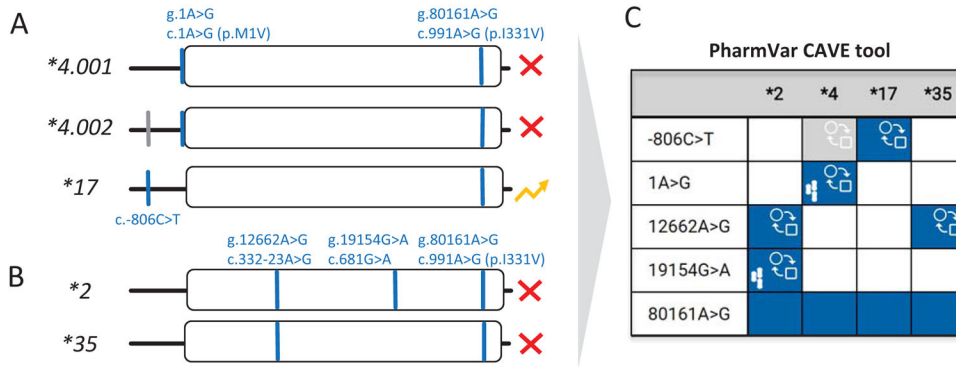 A
g.1A>G
c.1A>G (p.M1V)
g.80161A>G
c.991A>G (p.I331V)
*4.001
*4.002
*17
c.-806C>T
B
g.12662A>G
c.332-23A>G
g.19154G>A
c.681G>A
g.80161A>G
c.991A>G (p.I331V)
*2
*35
C
PharmVar CAVE tool
*2 *4 *17 *35
-806C>T
1A>G
12662A>G
19154G>A
80161A>G